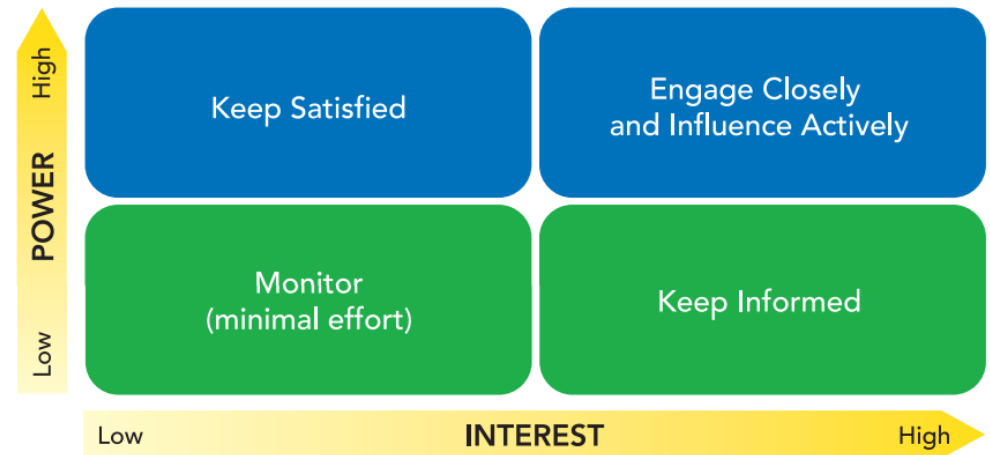 High
POWER
Low
Keep Satisfied
Engage Closely
and Influence Actively
Monitor
(minimal effort)
Keep Informed
Low
INTEREST
High